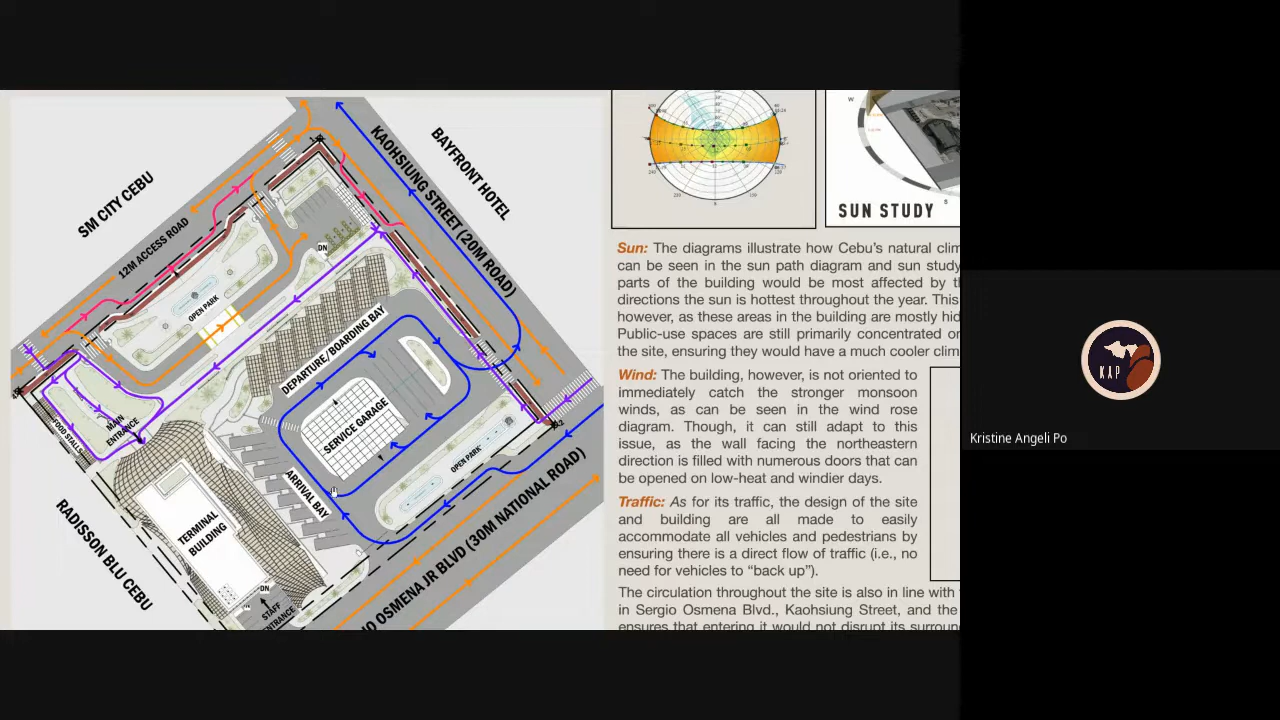 SM CITY CEBU
12M ACCESS ROAD
KAOHSIUNG STREET (20M ROAD)
BAYFRONT HOTEL
DN
OPEN PARK
DEPARTURE/BOARDING BAY
SERVICE GARAGE
ARRIVAL BAY
OPEN PARK
MAIN
ENTRANCE
FOOD STALLS
TERMINAL
BUILDING
RADISSON BLU CEBU
DN
STAFF
ENTRANCE
O OSMENA JR BLVD (30M NATIONAL ROAD)
W
S
SUN STUDY
Sun: The diagrams illustrate how Cebu's natural clim
can be seen in the sun path diagram and sun study
parts of the building would be most affected by t
directions the sun is hottest throughout the year. This
however, as these areas in the building are mostly hid
Public-use spaces are still primarily concentrated o
the site, ensuring they would have a much cooler clim
Wind: The building, however, is not oriented to
immediately catch the stronger monsoon
winds, as can be seen in the wind rose
diagram. Though, it can still adapt to this
issue, as the wall facing the northeastern
direction is filled with numerous doors that can
be opened on low-heat and windier days.
Traffic: As for its traffic, the design of the site
and building are all made to easily
accommodate all vehicles and pedestrians by
ensuring there is a direct flow of traffic (i.e., no
need for vehicles to “back up”).
The circulation throughout the site is also in line with
in Sergio Osmena Blvd., Kaohsiung Street, and the
ensures that entering it would not disrupt its surroun
KAP
Kristine Angeli Po